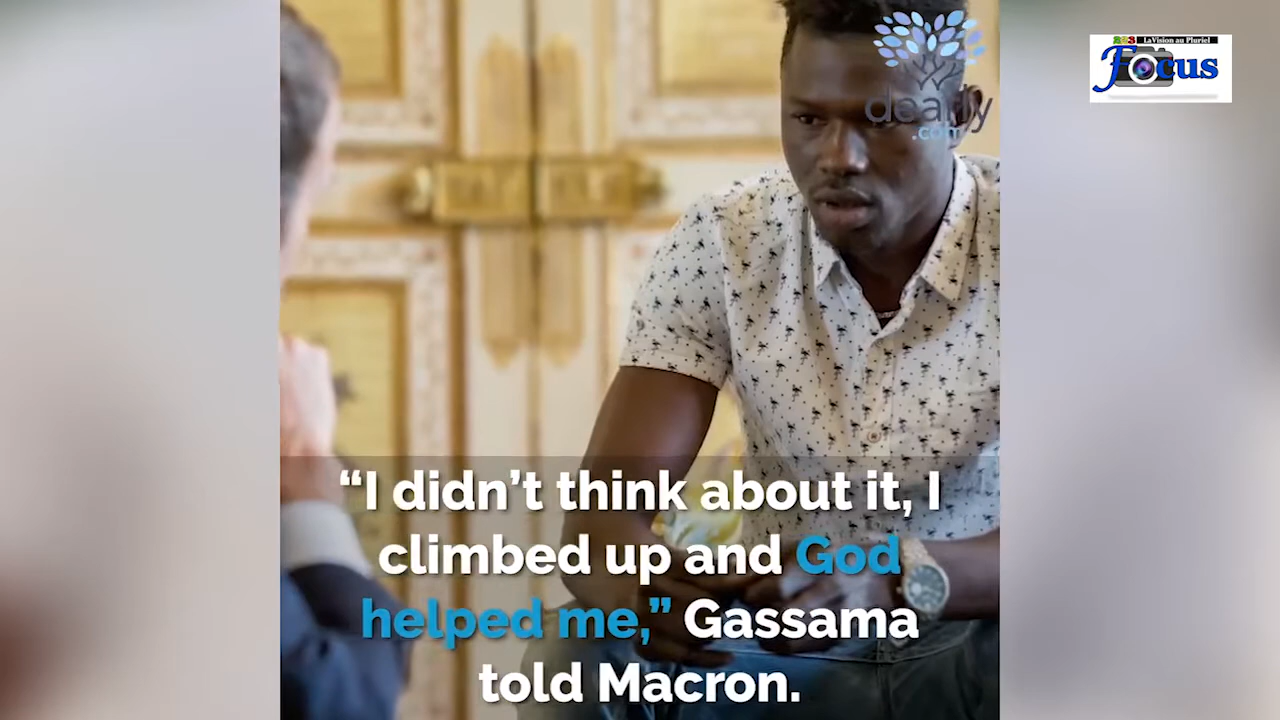 223 LaVision au Pluriel
Focus
dearly
.com
“I didn’t think about it, I
climbed up and God
helped me,” Gassama
told Macron.